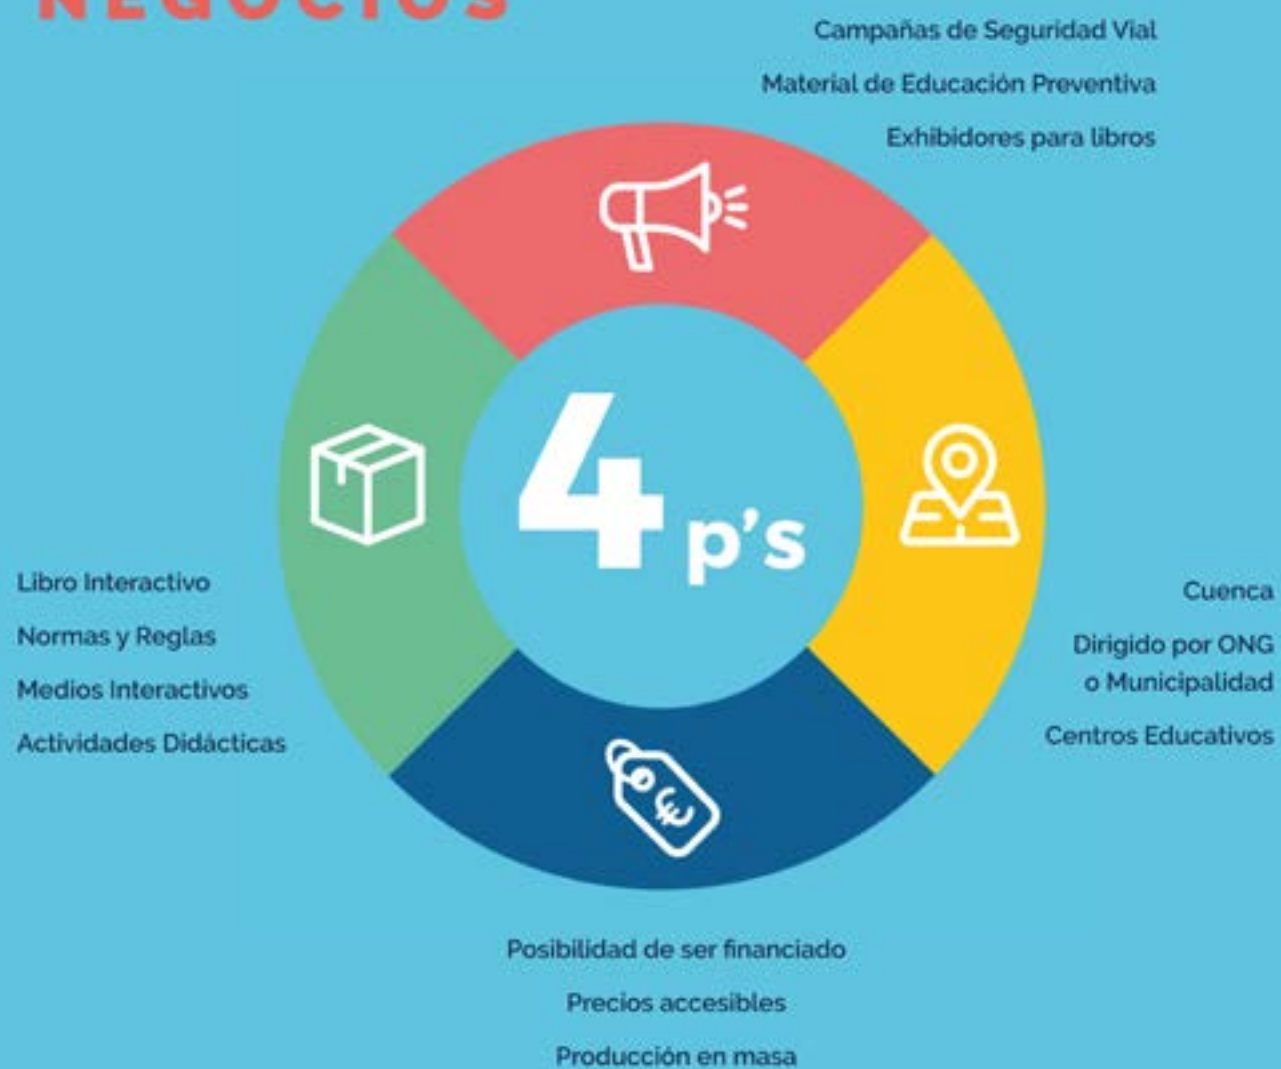 NEGOCIOS
Campañas de Seguridad Vial
Material de Educación Preventiva
Exhibidores para libros
4 p's
Libro Interactivo
Normas y Reglas
Medios Interactivos
Actividades Didácticas
Cuenca
Dirigido por ONG
o Municipalidad
Centros Educativos
€
Posibilidad de ser financiado
Precios accesibles
Producción en masa